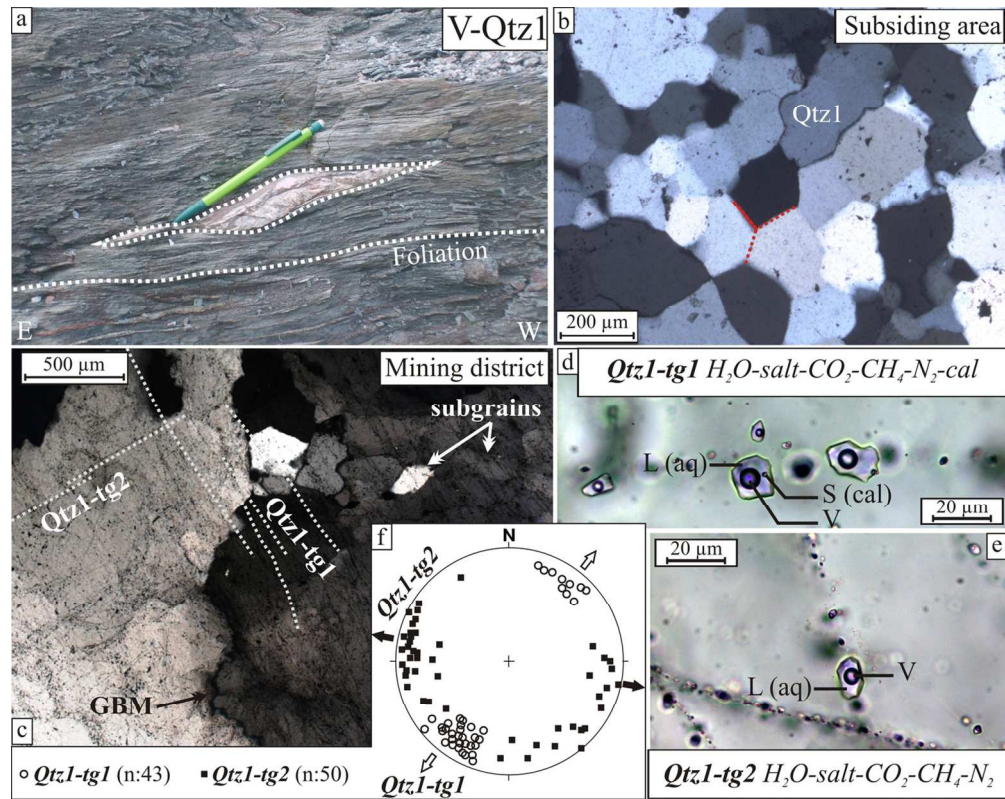 a
V-Qtz1
Foliation
E
W
b
Subsiding area
Qtz1
200 µm
500 µm
Mining district
subgrains
Qtz1-tg2
Qtz1-tg1
GBM
c
d
Qtz1-tg1 H₂O-salt-CO₂-CH₄-N₂-cal
L (aq)
S (cal)
V
20 µm
20 µm
e
V
L (aq)
Qtz1-tg2 H₂O-salt-CO₂-CH₄-N₂
f
N
Qtz1-tg2
Qtz1-tg1
Qtz1-tg1 (n:43)
Qtz1-tg2 (n:50)